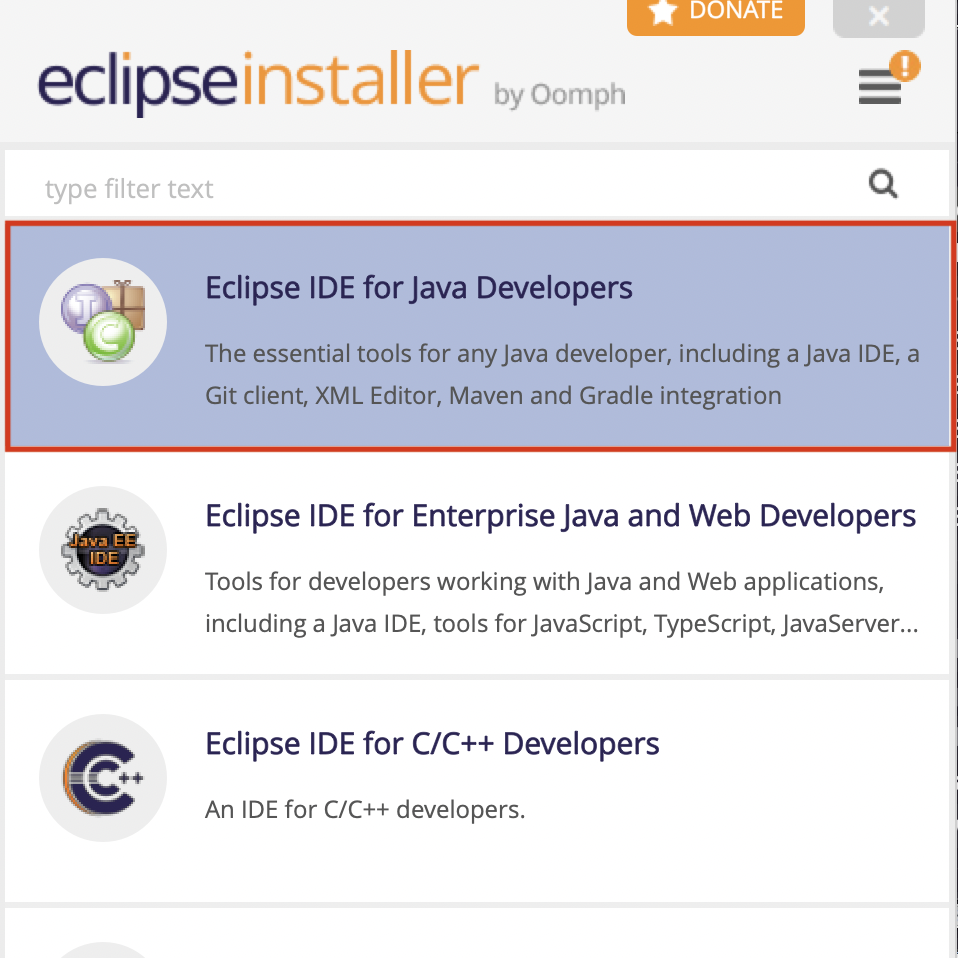 DONATE
eclipseinstaller by Oomph
type filter text
Eclipse IDE for Java Developers
The essential tools for any Java developer, including a Java IDE, a
Git client, XML Editor, Maven and Gradle integration
Eclipse IDE for Enterprise Java and Web Developers
Java EE
IDE
Tools for developers working with Java and Web applications,
including a Java IDE, tools for JavaScript, TypeScript, JavaServer...
Eclipse IDE for C/C++ Developers
C++
An IDE for C/C++ developers.